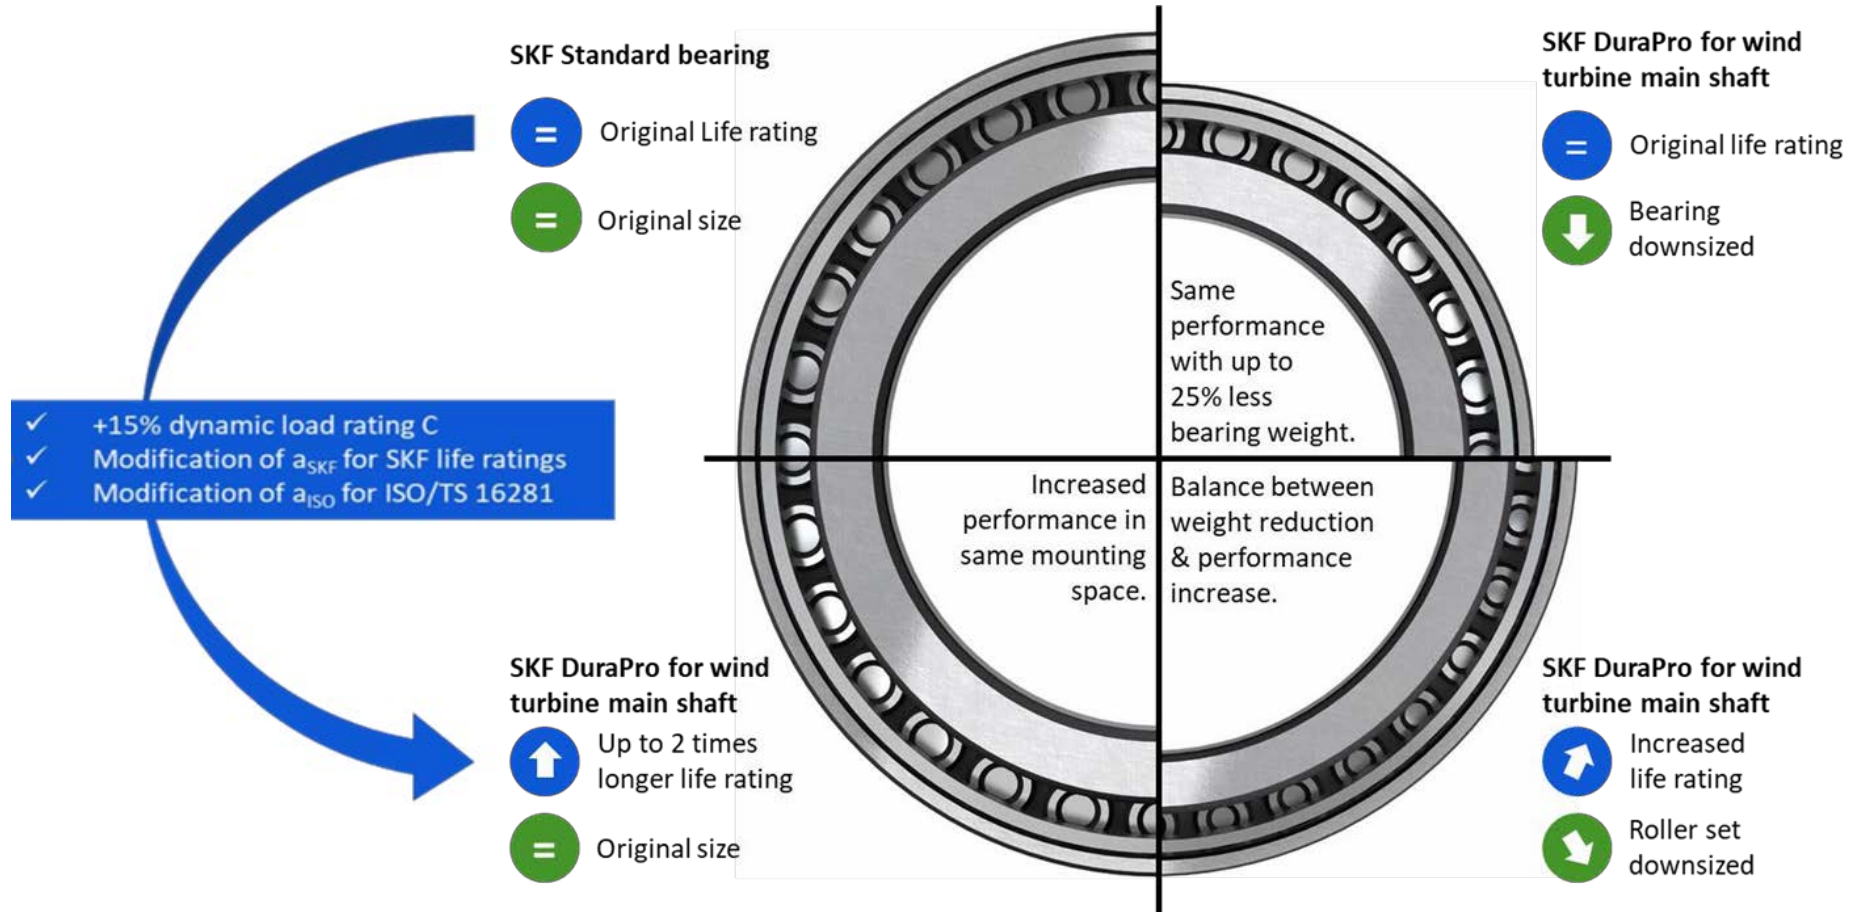 SKF Standard bearing
= Original Life rating
= Original size
✓ +15% dynamic load rating C
✓ Modification of aSKF for SKF life ratings
✓ Modification of aISO for ISO/TS 16281
SKF DuraPro for wind
turbine main shaft
Up to 2 times
longer life rating
= Original size
Increased
performance in
same mounting
space.
SKF DuraPro for wind
turbine main shaft
= Original life rating
Bearing
downsized
Same
performance
with up to
25% less
bearing weight.
Balance between
weight reduction
& performance
increase.
SKF DuraPro for wind
turbine main shaft
Increased
life rating
Roller set
downsized